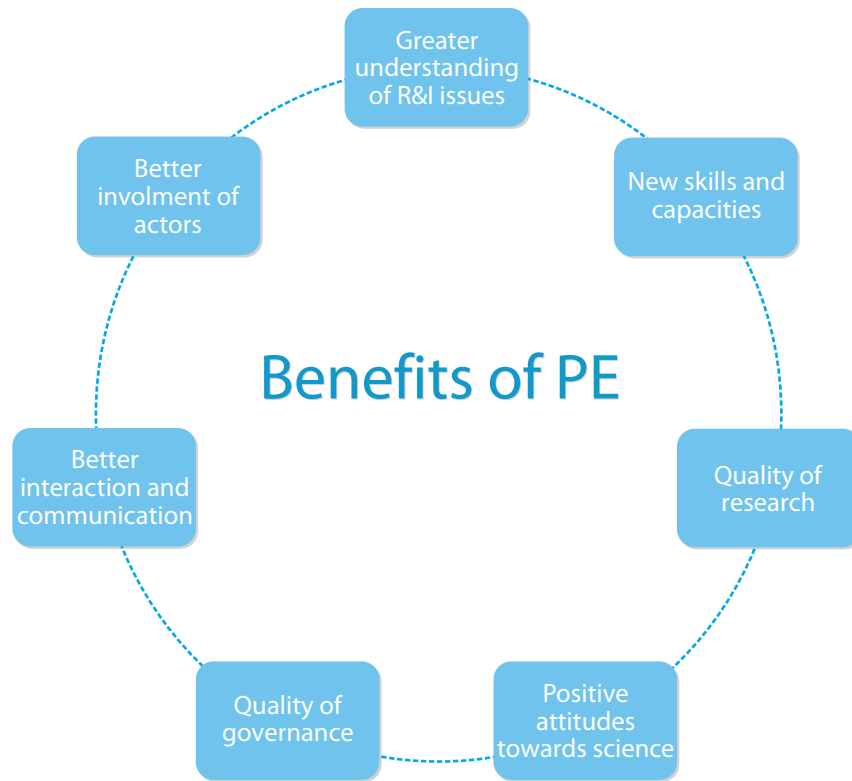 Greater
understanding
of R&I issues
New skills and
capacities
Quality of
research
Positive
attitudes
towards science
Quality of
governance
Better
interaction and
communication
Better
involment of
actors
Benefits of PE